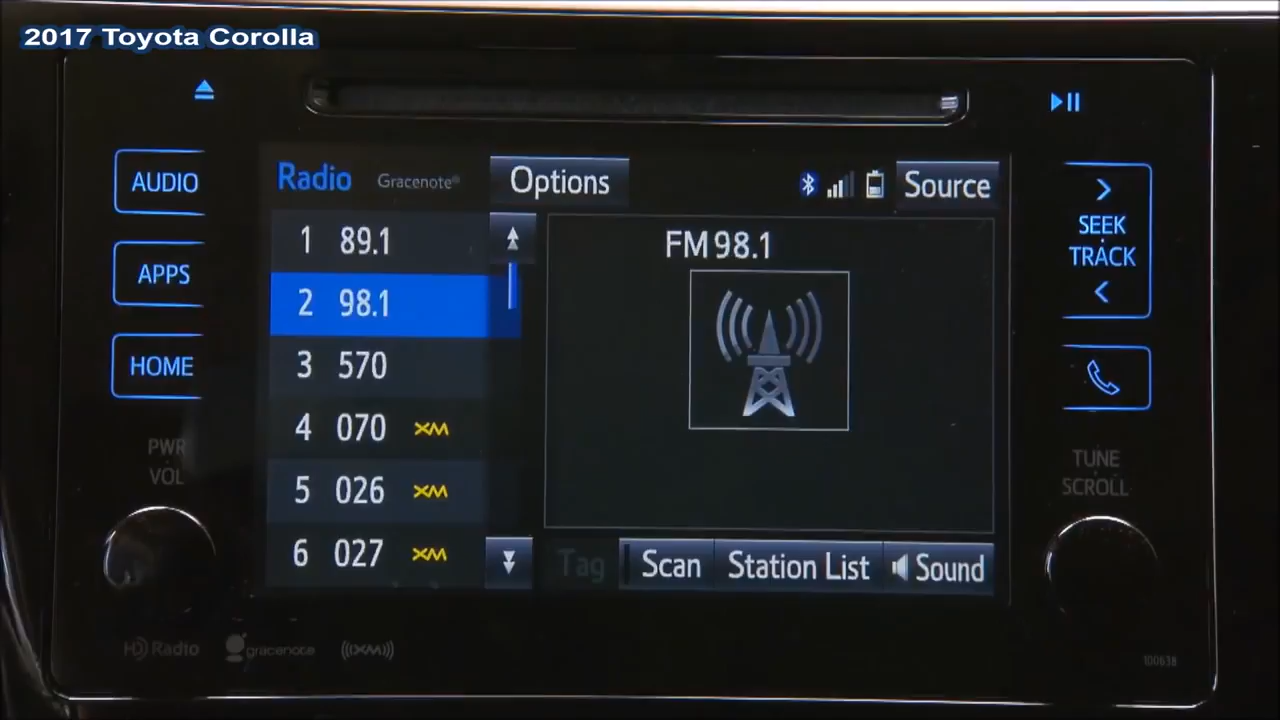 2017 Toyota Corolla
AUDIO
APPS
HOME
PWR
VOL
Radio Gracenote®
Options
Source
1 89.1
2 98.1
3 570
4 070 XM
5 026 XM
6 027 XM
FM 98.1
Tag
Scan
Station List
Sound
SEEK
TRACK
TUNE
SCROLL
HD Radio
gracenote
((XM))
100638